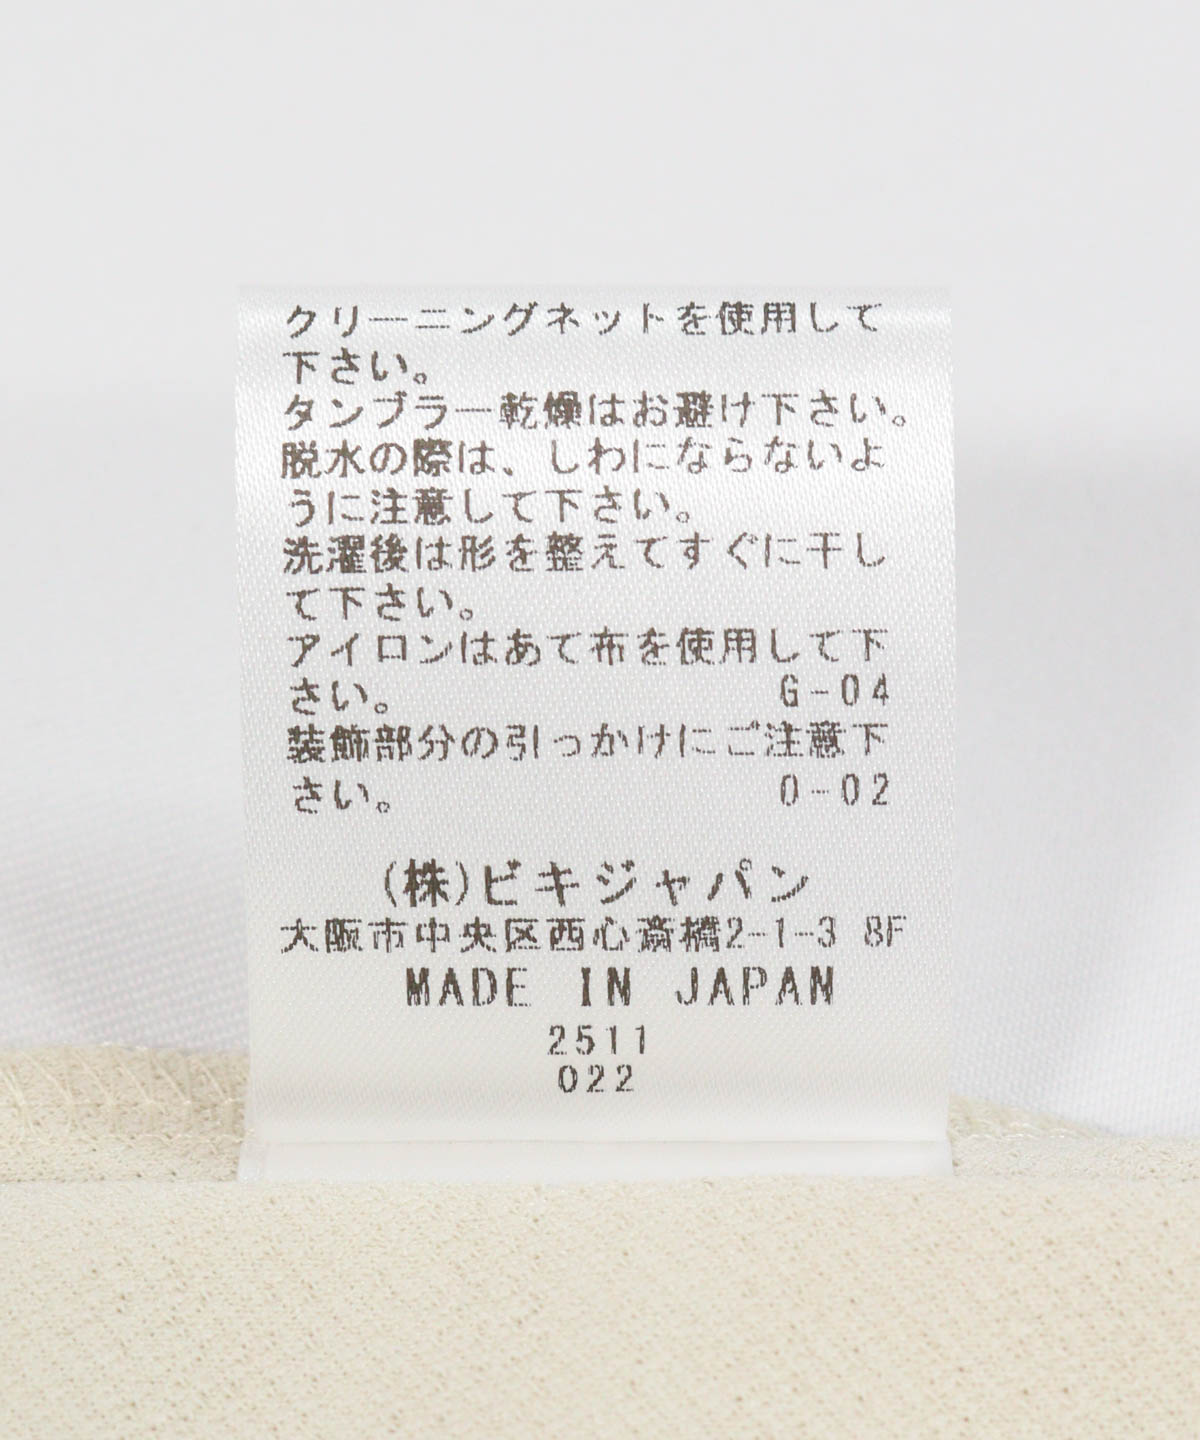 クリーニングネットを使用して
下さい。
タンブラー乾燥はお避け下さい。
脱水の際は、しわにならないよ
うに注意して下さい。
洗濯後は形を整えてすぐに干し
て下さい。
アイロンはあて布を使用して下
さい。 G-04
装飾部分の引っかけにご注意下
さい。 0-02
(株)ビキジャパン
大阪市中央区西心斎橋2-1-3 8F
MADE IN JAPAN
2511
022